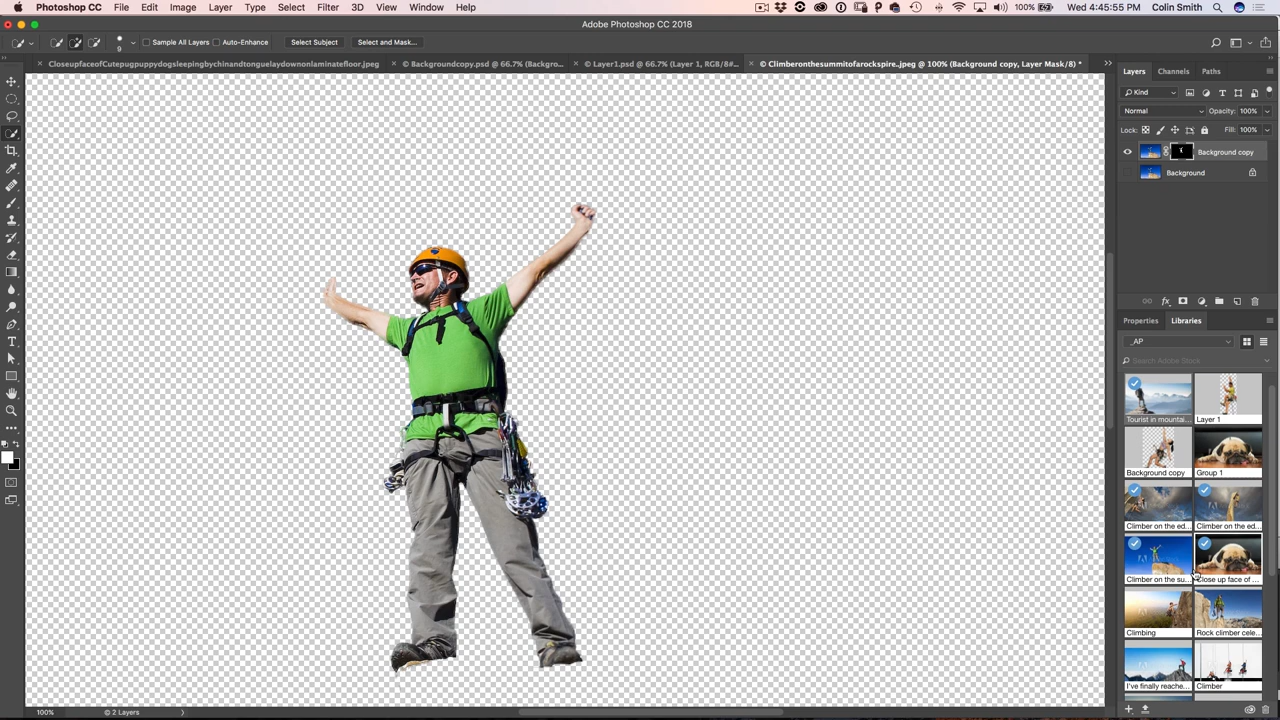 Photoshop CC File Edit Image Layer Type Select Filter 3D View Window Help 100% Wed 4:45:55 PM Colin Smith
Adobe Photoshop CC 2018
9 Sample All Layers Auto-Enhance Select Subject Select and Mask...
CloseupfaceofCutepugpuppydogsleepingbychinandtonguelaydownonlaminatefloor.jpeg © Backgroundcopy.psd @ 66.7% (Backgro... © Layer1.psd @ 66.7% (Layer 1, RGB/8#... © Climberonthesummitofarockspire..jpeg @ 100% (Background copy, Layer Mask/8) *
Layers Channels Paths
Kind
Normal Opacity: 100%
Lock: Fill: 100%
Background copy
Background
Properties Libraries
_AP
Search Adobe Stock
Tourist in mountai... Layer 1
Background copy Group 1
Climber on the ed... Climber on the ed...
Climber on the su... Close up face of ...
Climbing Rock climber cele...
I've finally reache... Climber
100% © 2 Layers